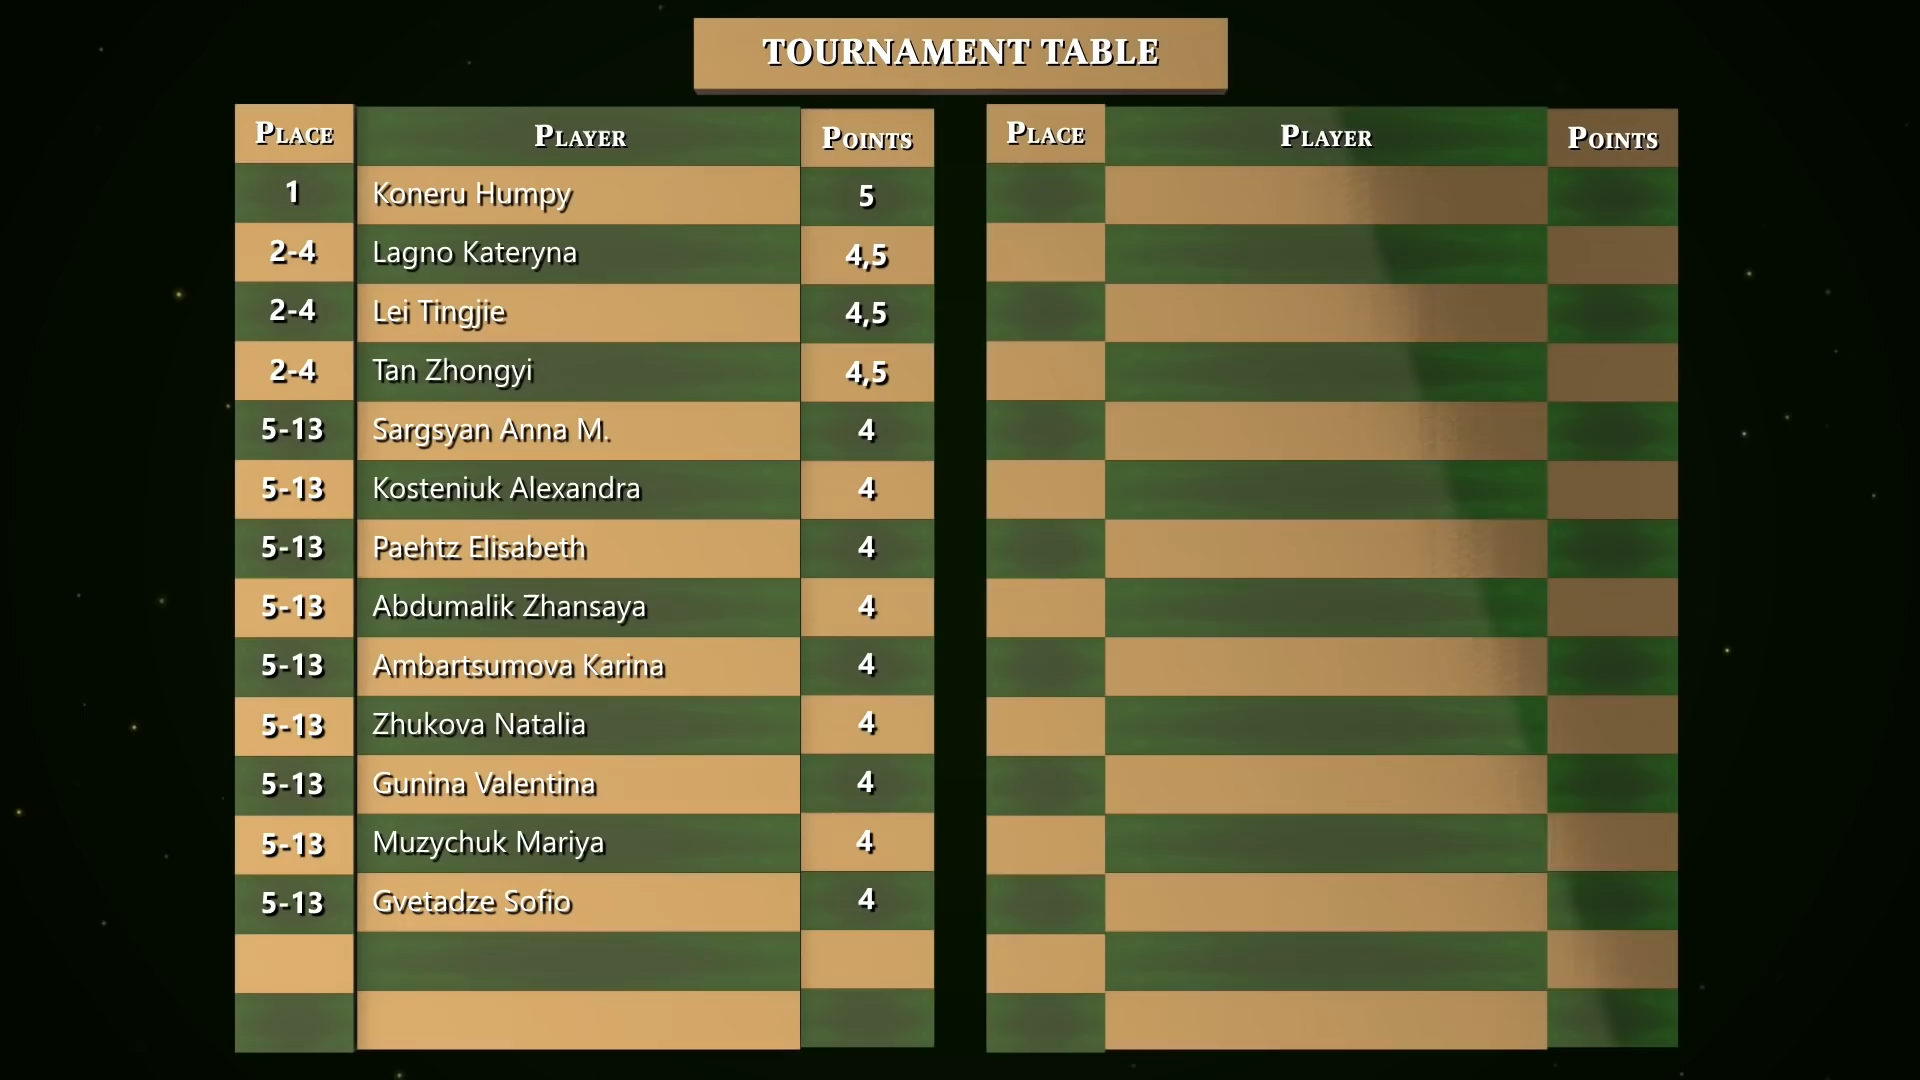 TOURNAMENT TABLE
PLACE PLAYER POINTS PLACE PLAYER POINTS
1 Koneru Humpy 5
2-4 Lagno Kateryna 4,5
2-4 Lei Tingjie 4,5
2-4 Tan Zhongyi 4,5
5-13 Sargsyan Anna M. 4
5-13 Kosteniuk Alexandra 4
5-13 Paehtz Elisabeth 4
5-13 Abdumalik Zhansaya 4
5-13 Ambartsumova Karina 4
5-13 Zhukova Natalia 4
5-13 Gunina Valentina 4
5-13 Muzychuk Mariya 4
5-13 Gvetadze Sofio 4